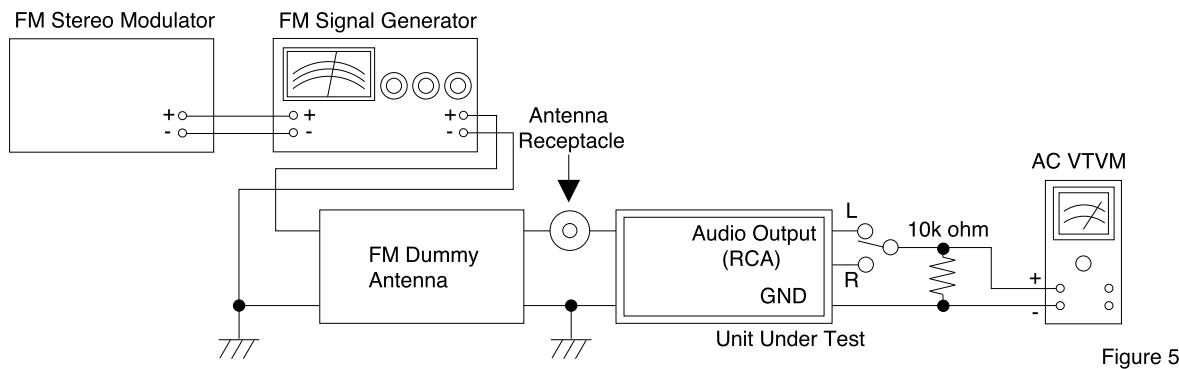 FM Stereo Modulator
FM Signal Generator
+
-
+
-
+
-
Antenna
Receptacle
AC VTVM
FM Dummy
Antenna
Audio Output
(RCA)
GND
L
R
10k ohm
+
-
Unit Under Test
Figure 5